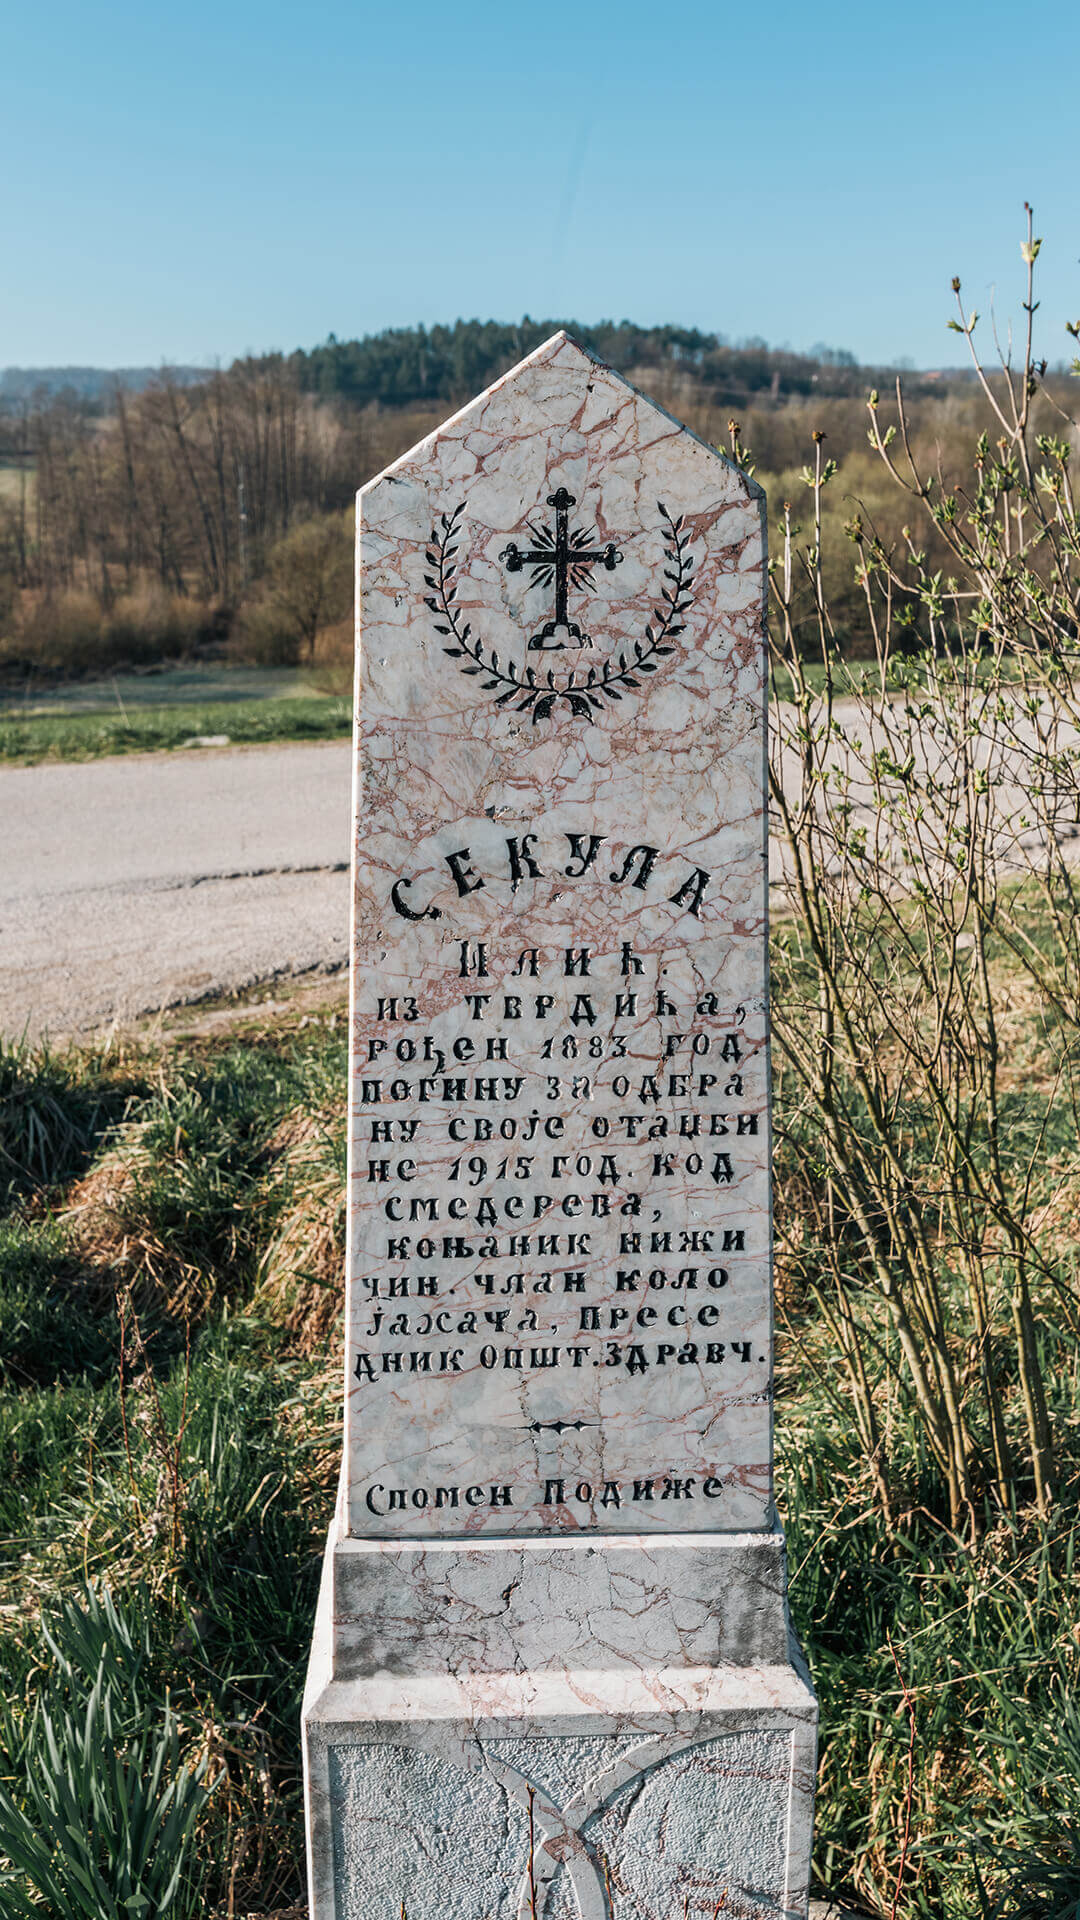 СЕКУЛА
Илић.
из ТВРДИЋА,
РОЂЕН 1883 ГОД.
ПОГИНУ ЗА ОДБРА
НУ СВОЈЕ ОТАЏБИ
НЕ 1915 ГОД. КОД
СМЕДЕРЕВА,
КОЊАНИК НИЖИ
ЧИН. ЧЛАН КОЛО
ЈАХАЧА, ПРЕСЕ
ДНИК ОПШТ.ЗДРАВЧ.
Спомен Подиже